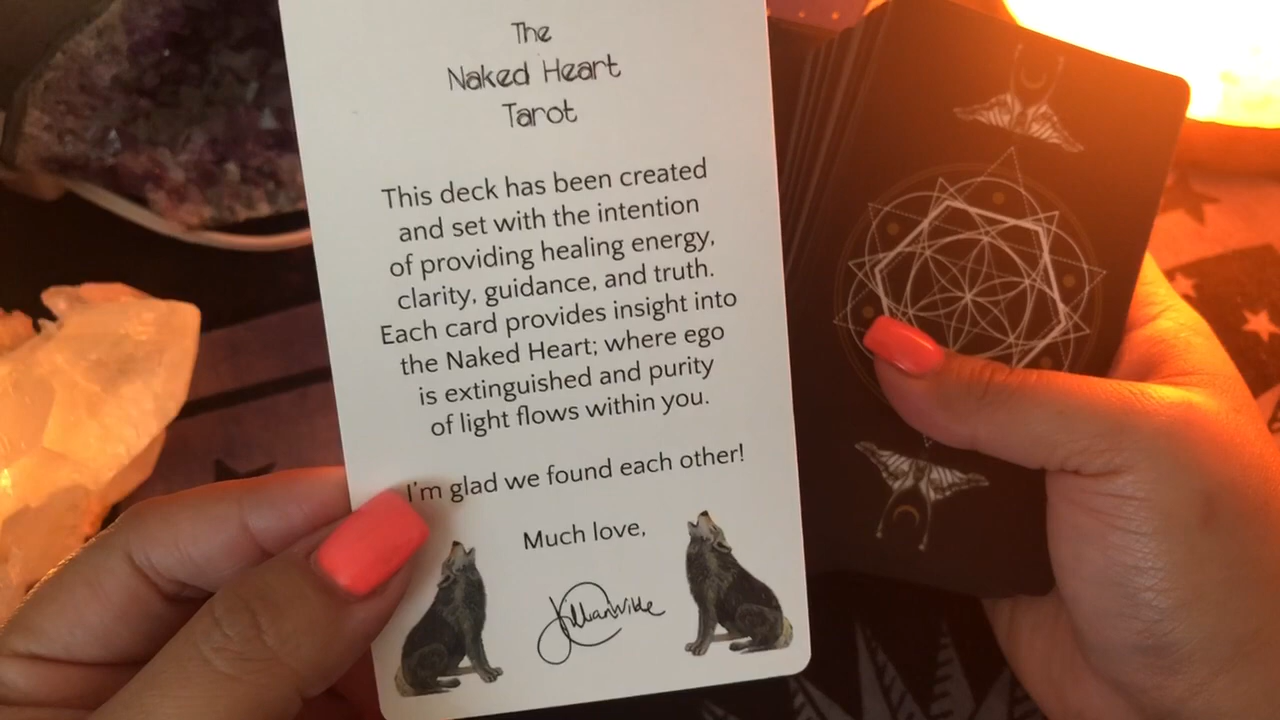 The
Naked Heart
Tarot
This deck has been created
and set with the intention
of providing healing energy,
clarity, guidance, and truth.
Each card provides insight into
the Naked Heart; where ego
is extinguished and purity
of light flows within you.
I'm glad we found each other!
Much love,
Jillian Wilde